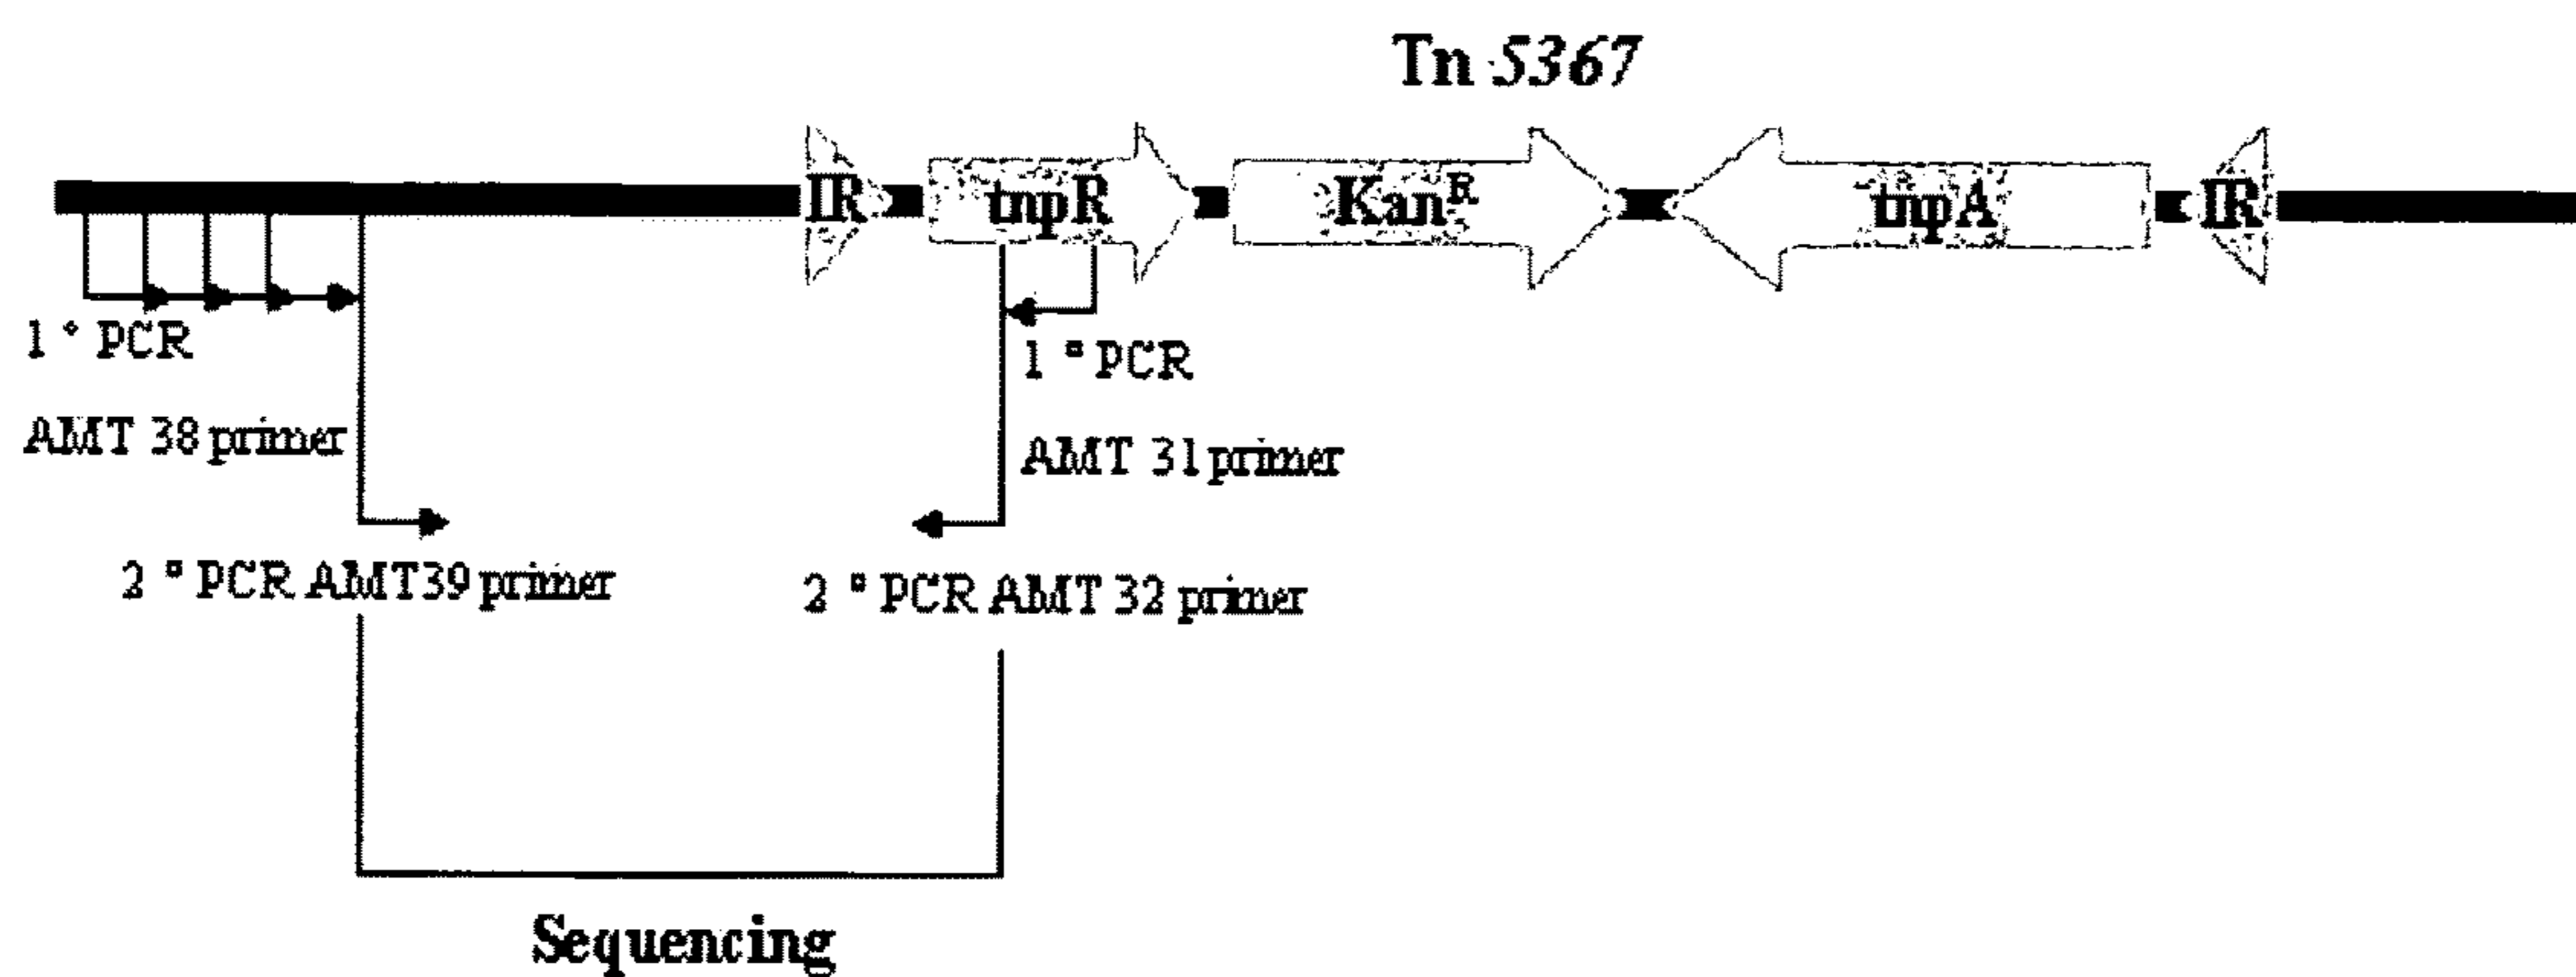 Tn 5367
IR tnpR Kanᴿ tnpA IR
1 ° PCR
1 ° PCR
AMT 38 primer
AMT 31 primer
2 ° PCR AMT39 primer
2 ° PCR AMT 32 primer
Sequencing